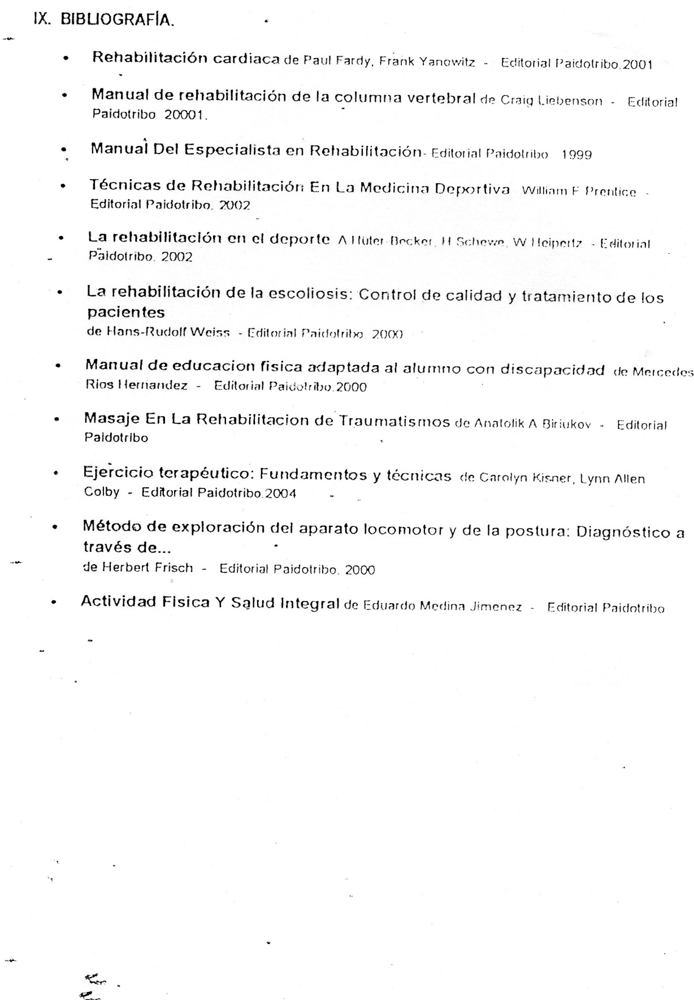 IX. BIBLIOGRAFÍA.
• Rehabilitación cardiaca de Paul Fardy, Frank Yanowitz - Editorial Paidotribo.2001
• Manual de rehabilitación de la columna vertebral de Craig Liebenson - Editorial
Paidotribo 20001.
• Manual Del Especialista en Rehabilitación- Editorial Paidotribo 1999
• Técnicas de Rehabilitación En La Medicina Deportiva William E Prentice -
Editorial Paidotribo. 2002
• La rehabilitación en el deporte A Huter-Becker, H Schewe, W Heipertz - Editorial
Paidotribo. 2002
• La rehabilitación de la escoliosis: Control de calidad y tratamiento de los
pacientes
de Hans-Rudolf Weiss - Editorial Paidotribo. 2000
• Manual de educacion fisica adaptada al alumno con discapacidad de Mercedes
Rios Hernandez - Editorial Paidotribo.2000
• Masaje En La Rehabilitacion de Traumatismos de Anatolik A Biriukov - Editorial
Paidotribo
• Ejercicio terapéutico: Fundamentos y técnicas de Carolyn Kisner, Lynn Allen
Colby - Editorial Paidotribo.2004
• Método de exploración del aparato locomotor y de la postura: Diagnóstico a
través de...
de Herbert Frisch - Editorial Paidotribo. 2000
• Actividad Fisica Y Salud Integral de Eduardo Medina Jimenez - Editorial Paidotribo